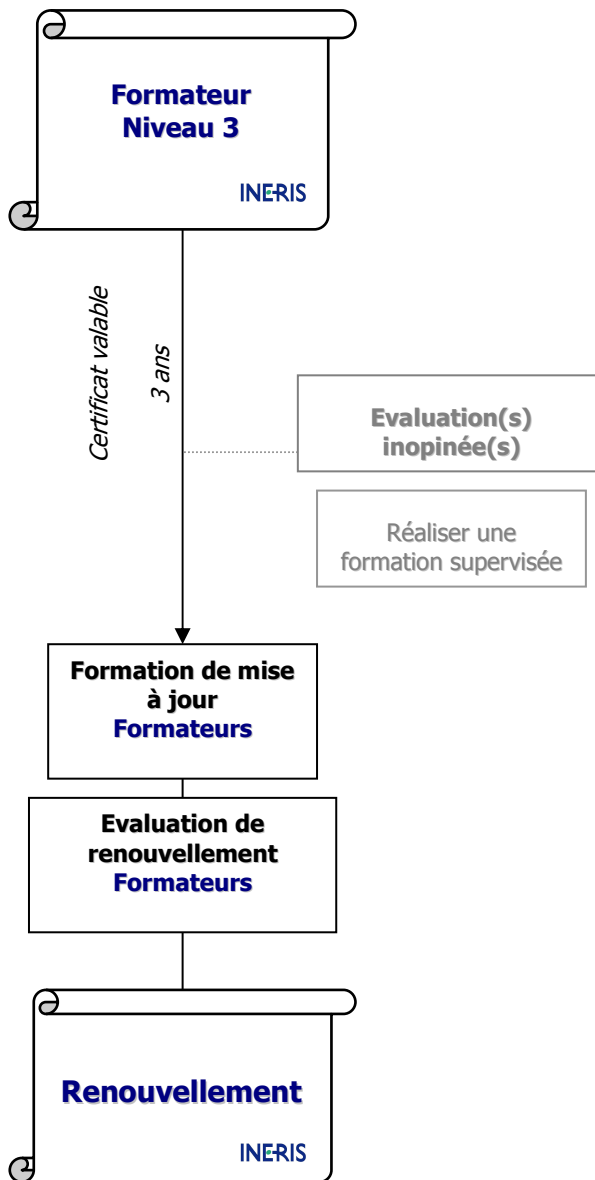 Formateur
Niveau 3
INERIS
Certificat valable
3 ans
Evaluation(s)
inopinée(s)
Réaliser une
formation supervisée
Formation de mise
à jour
Formateurs
Evaluation de
renouvellement
Formateurs
Renouvellement
INERIS